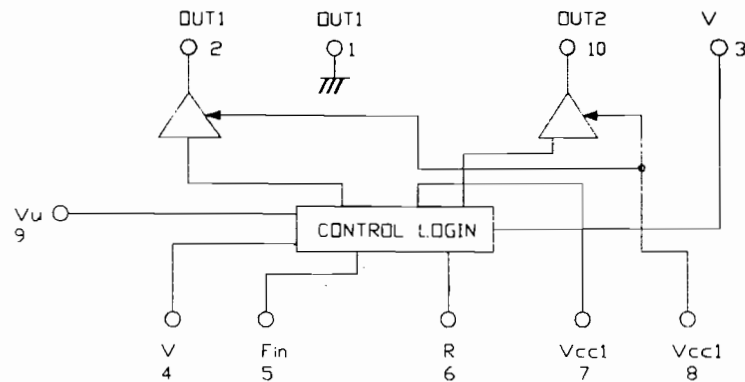 OUT1 OUT1 OUT2 V
2 1 10 3
Vu
9
CONTROL LOGIN
V Fin R Vcc1 Vcc1
4 5 6 7 8